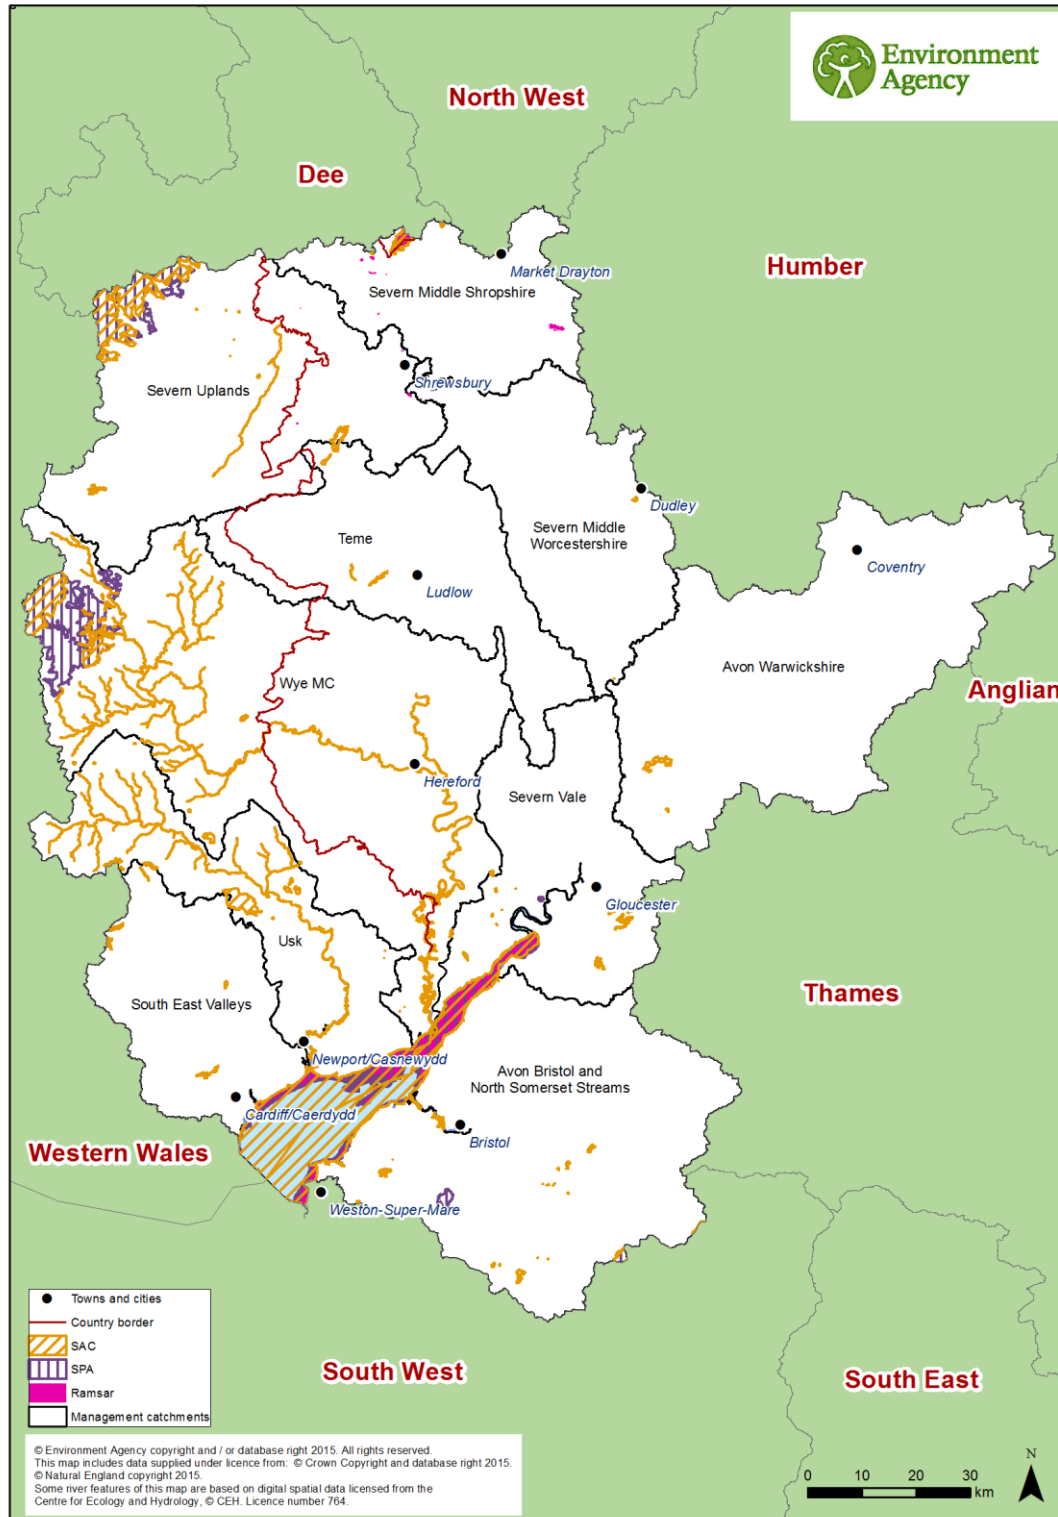 Environment
Agency
North West
Dee
Humber
Market Drayton
Severn Middle Shropshire
Shrewsbury
Severn Uplands
Dudley
Severn Middle
Worcestershire
Teme
Coventry
Ludlow
Avon Warwickshire
Wye MC
Anglian
Hereford
Severn Vale
Gloucester
Usk
Thames
South East Valleys
Newport/Casnewydd
Avon Bristol and
North Somerset Streams
Cardiff/Caerdydd
Bristol
Western Wales
Weston-Super-Mare
Towns and cities
Country border
SAC
SPA
Ramsar
Management catchments
South West
South East
© Environment Agency copyright and / or database right 2015. All rights reserved.
This map includes data supplied under licence from: © Crown Copyright and database right 2015.
© Natural England copyright 2015.
Some river features of this map are based on digital spatial data licensed from the
Centre for Ecology and Hydrology, © CEH. Licence number 764.
N
0 10 20 30
km